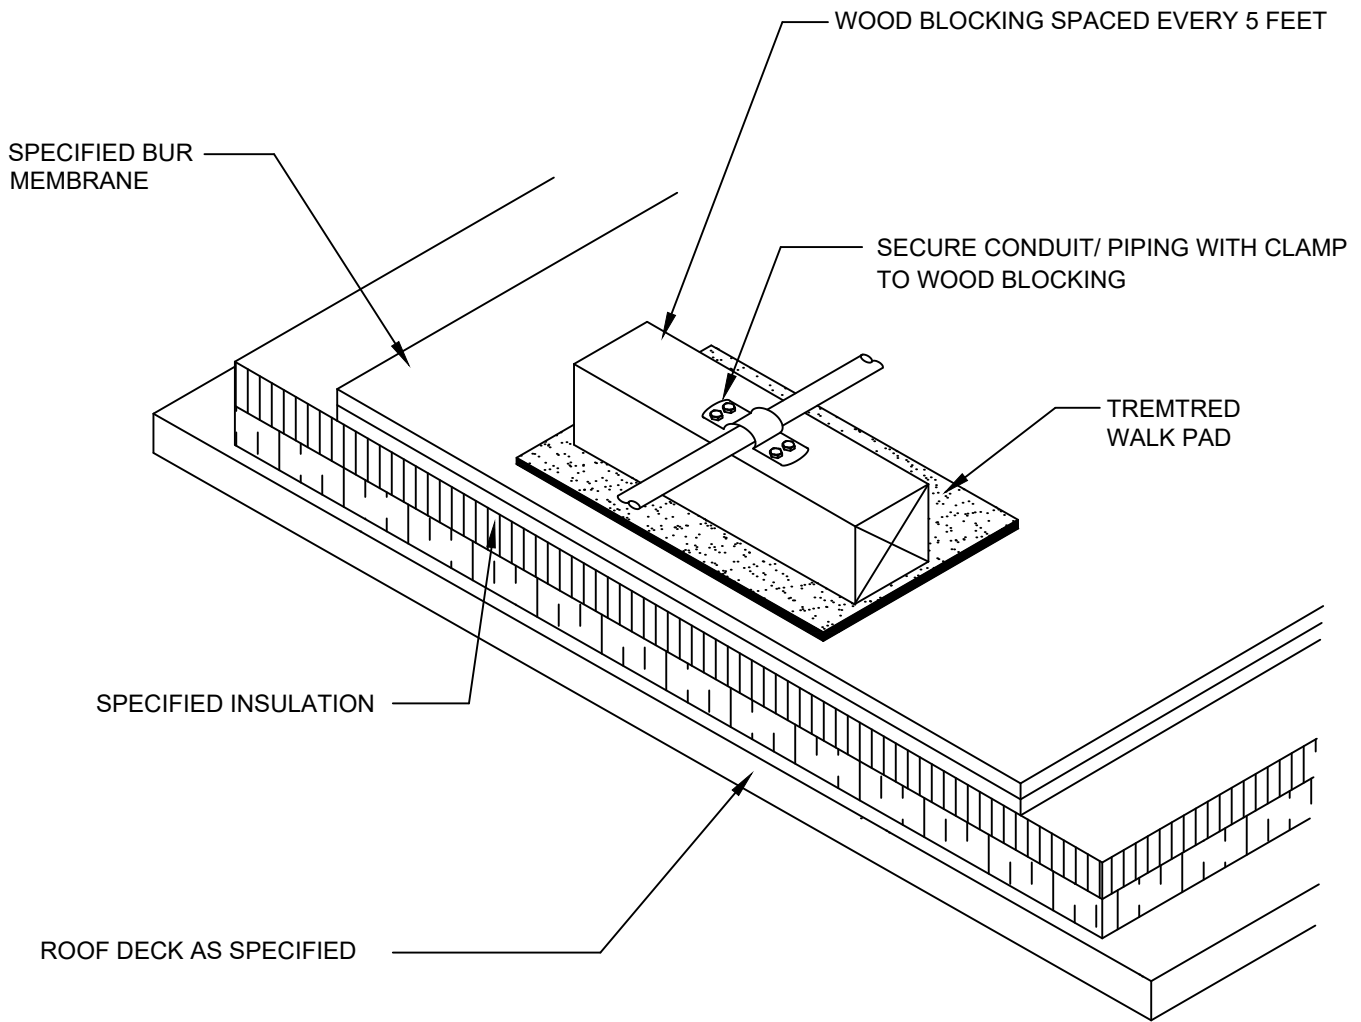 WOOD BLOCKING SPACED EVERY 5 FEET
SPECIFIED BUR
MEMBRANE
SECURE CONDUIT/ PIPING WITH CLAMP
TO WOOD BLOCKING
TREMTRED
WALK PAD
SPECIFIED INSULATION
ROOF DECK AS SPECIFIED